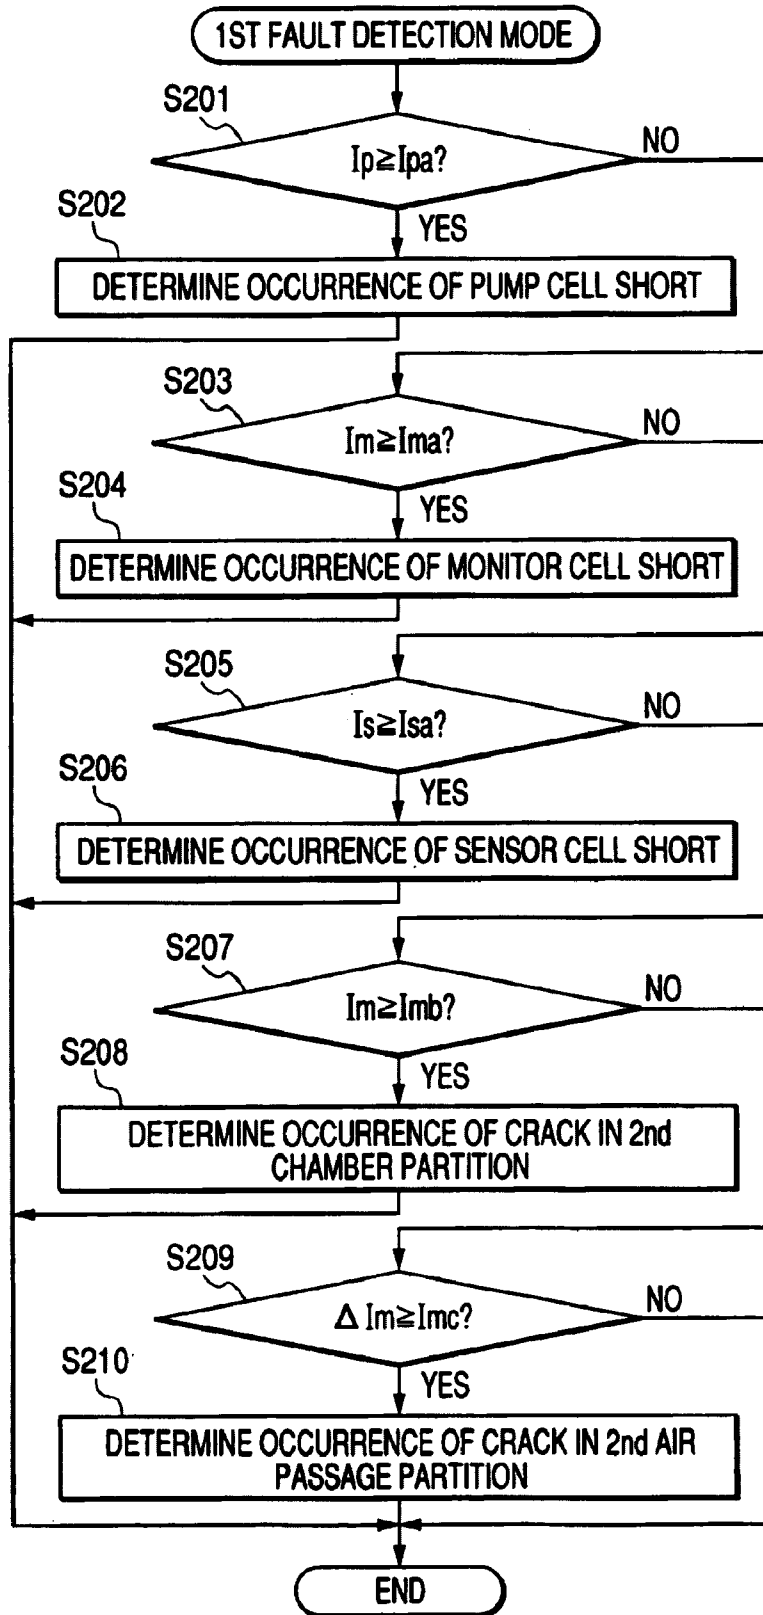 1ST FAULT DETECTION MODE
S201
Ip≧Ipa?
NO
YES
S202
DETERMINE OCCURRENCE OF PUMP CELL SHORT
S203
Im≧Ima?
NO
YES
S204
DETERMINE OCCURRENCE OF MONITOR CELL SHORT
S205
Is≧Isa?
NO
YES
S206
DETERMINE OCCURRENCE OF SENSOR CELL SHORT
S207
Im≧Imb?
NO
YES
S208
DETERMINE OCCURRENCE OF CRACK IN 2nd
CHAMBER PARTITION
S209
Δ Im≧Imc?
NO
YES
S210
DETERMINE OCCURRENCE OF CRACK IN 2nd AIR
PASSAGE PARTITION
END